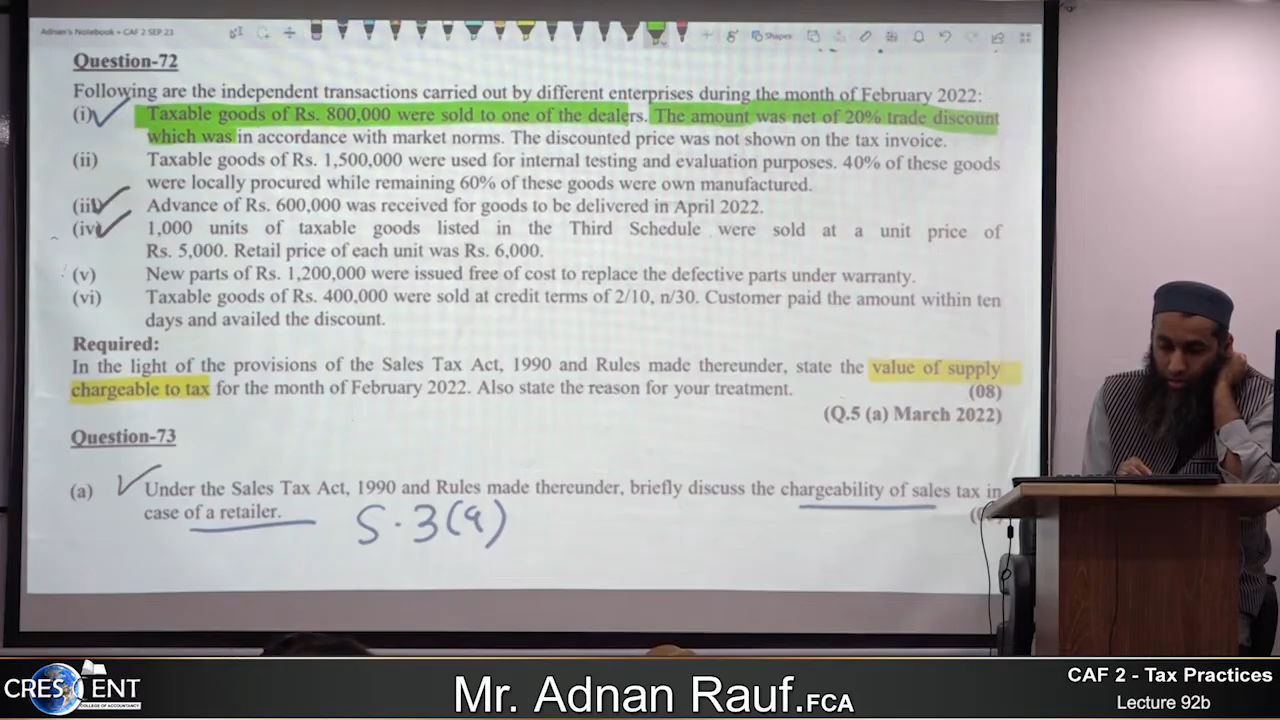 Adnan's Notebook • CAF 2 SEP 23
Shapes
Question-72
Following are the independent transactions carried out by different enterprises during the month of February 2022:
(i) Taxable goods of Rs. 800,000 were sold to one of the dealers. The amount was net of 20% trade discount
which was in accordance with market norms. The discounted price was not shown on the tax invoice.
(ii) Taxable goods of Rs. 1,500,000 were used for internal testing and evaluation purposes. 40% of these goods
were locally procured while remaining 60% of these goods were own manufactured.
(iii) Advance of Rs. 600,000 was received for goods to be delivered in April 2022.
(iv) 1,000 units of taxable goods listed in the Third Schedule were sold at a unit price of
Rs. 5,000. Retail price of each unit was Rs. 6,000.
(v) New parts of Rs. 1,200,000 were issued free of cost to replace the defective parts under warranty.
(vi) Taxable goods of Rs. 400,000 were sold at credit terms of 2/10, n/30. Customer paid the amount within ten
days and availed the discount.
Required:
In the light of the provisions of the Sales Tax Act, 1990 and Rules made thereunder, state the value of supply
chargeable to tax for the month of February 2022. Also state the reason for your treatment. (08)
(Q.5 (a) March 2022)
Question-73
(a) Under the Sales Tax Act, 1990 and Rules made thereunder, briefly discuss the chargeability of sales tax in
case of a retailer.
S.3(9)
CRESCENT
COLLEGE OF ACCOUNTANCY
Mr. Adnan Rauf.FCA
CAF 2 - Tax Practices
Lecture 92b